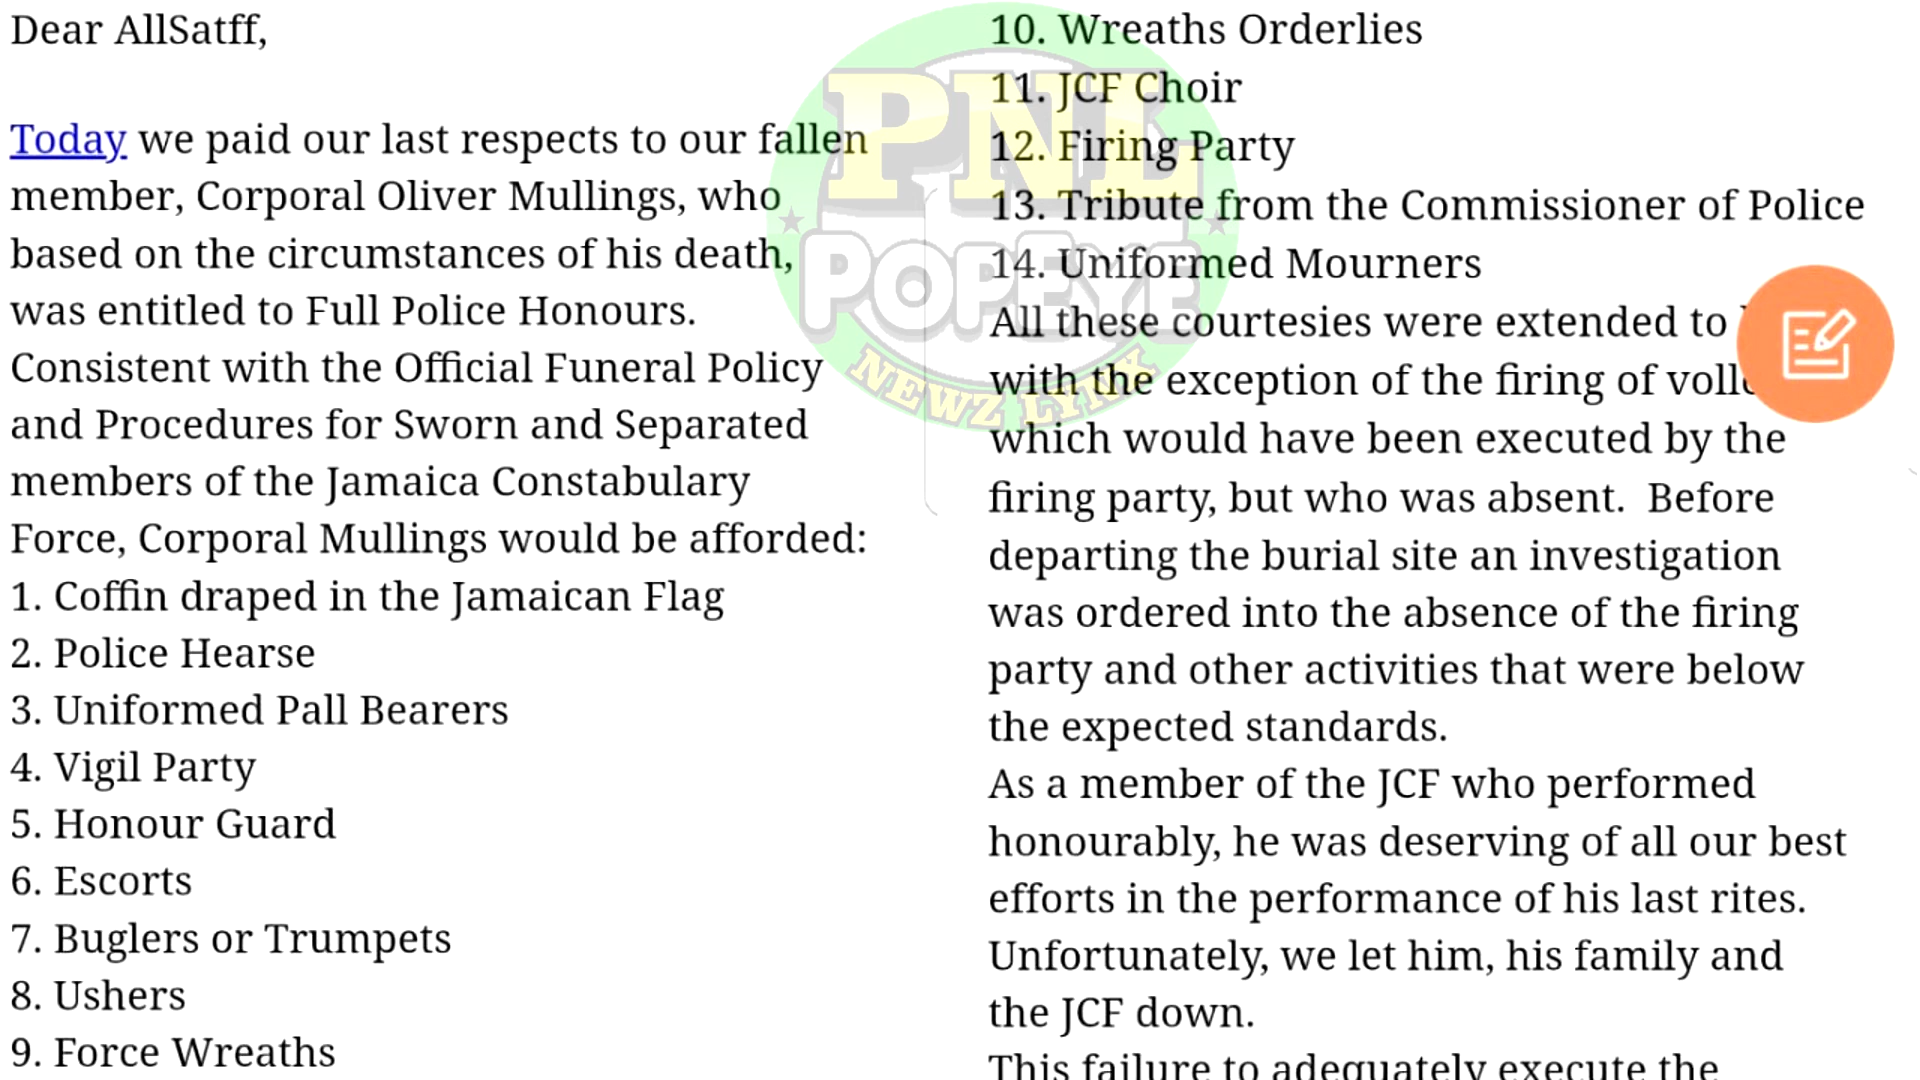 Dear AllSatff,
Today we paid our last respects to our fallen
member, Corporal Oliver Mullings, who
based on the circumstances of his death,
was entitled to Full Police Honours.
Consistent with the Official Funeral Policy
and Procedures for Sworn and Separated
members of the Jamaica Constabulary
Force, Corporal Mullings would be afforded:
1. Coffin draped in the Jamaican Flag
2. Police Hearse
3. Uniformed Pall Bearers
4. Vigil Party
5. Honour Guard
6. Escorts
7. Buglers or Trumpets
8. Ushers
9. Force Wreaths
10. Wreaths Orderlies
11. JCF Choir
12. Firing Party
13. Tribute from the Commissioner of Police
14. Uniformed Mourners
All these courtesies were extended to
with the exception of the firing of
which would have been executed by the
firing party, but who was absent.  Before
departing the burial site an investigation
was ordered into the absence of the firing
party and other activities that were below
the expected standards.
As a member of the JCF who performed
honourably, he was deserving of all our best
efforts in the performance of his last rites.
Unfortunately, we let him, his family and
the JCF down.
This failure to adequately execute the
PNL
POPEYE
NEWZ LYNX